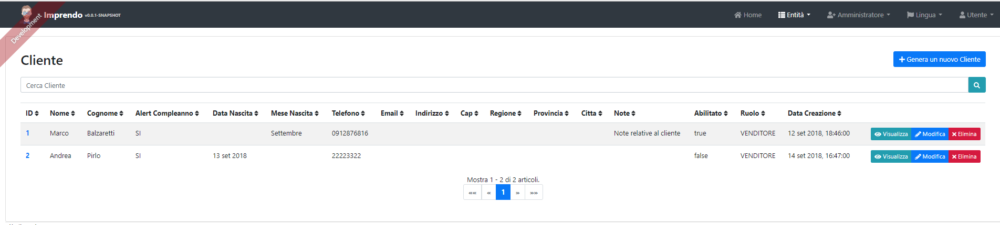 Imprendo v0.0.1-SNAPSHOT Home Entità Amministratore Lingua Utente
Development
Cliente
Genera un nuovo Cliente
Cerca Cliente
ID Nome Cognome Alert Compleanno Data Nascita Mese Nascita Telefono Email Indirizzo Cap Regione Provincia Citta Note Abilitato Ruolo Data Creazione
1 Marco Balzaretti SI Settembre 0912876816 Note relative al cliente true VENDITORE 12 set 2018, 18:46:00 Visualizza Modifica Elimina
2 Andrea Pirlo SI 13 set 2018 22223322 false VENDITORE 14 set 2018, 16:47:00 Visualizza Modifica Elimina
Mostra 1 - 2 di 2 articoli.
«« « 1 » »»